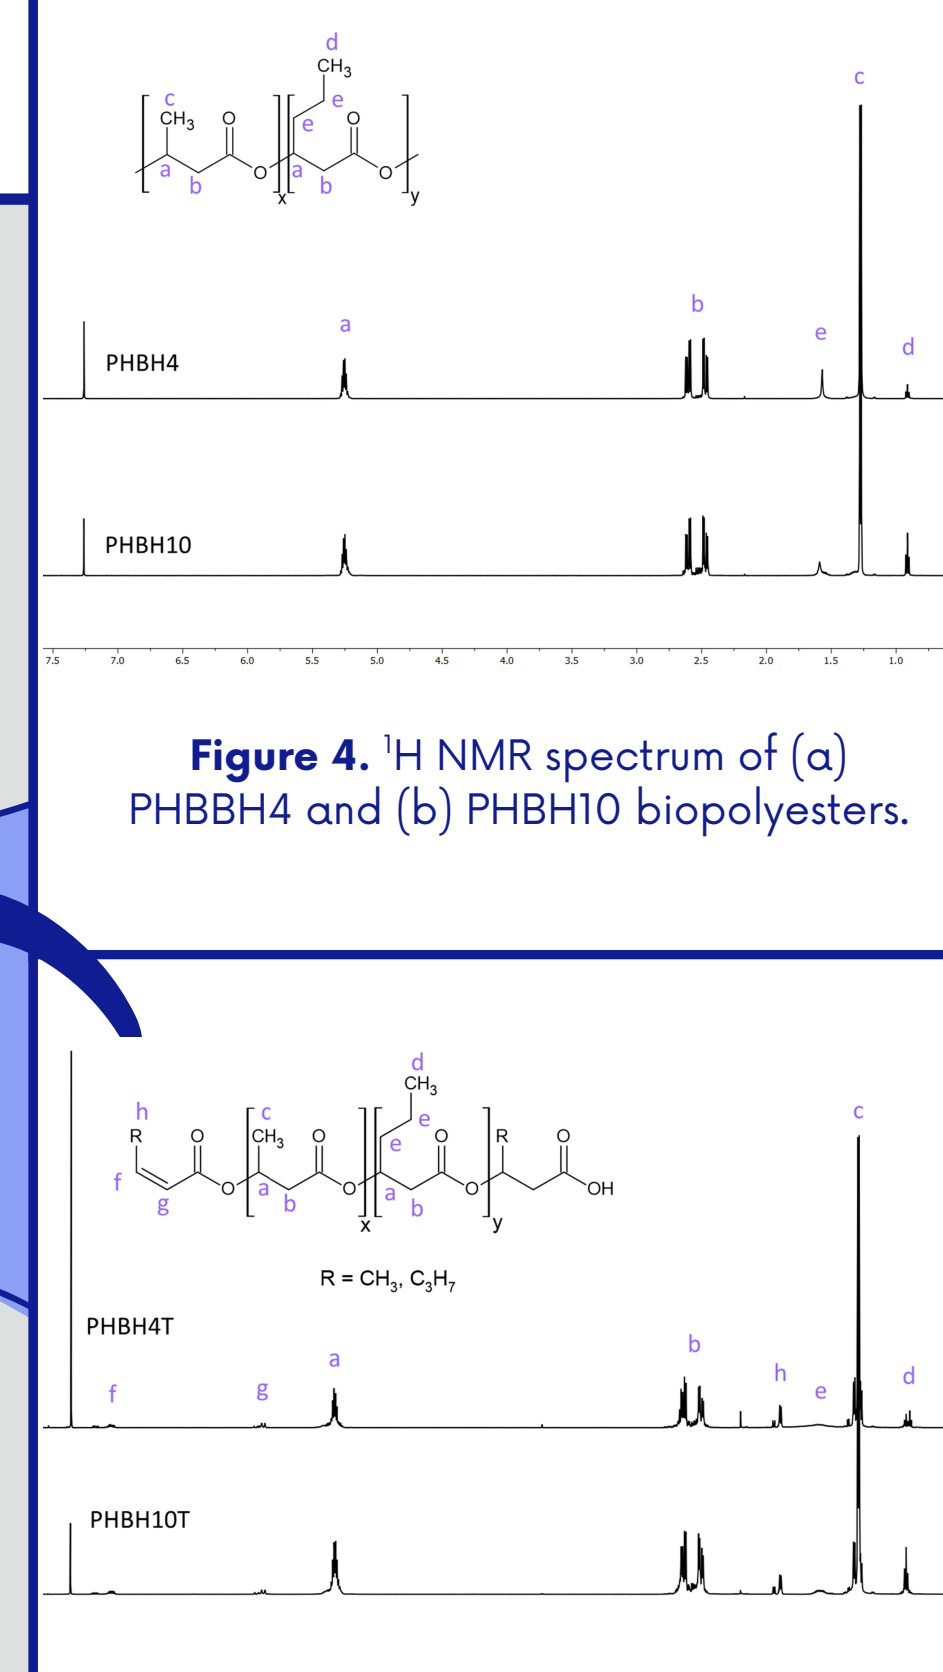 d
CH3
c
e
CH3
O
e
O
a
O
a
O
b
b
x
y
c
b
a
e
d
PHBH4
PHBH10
7.5 7.0 6.5 6.0 5.5 5.0 4.5 4.0 3.5 3.0 2.5 2.0 1.5 1.0
Figure 4. 1H NMR spectrum of (a)
PHBBH4 and (b) PHBH10 biopolyesters.
d
CH3
h
c
e
R
O
CH3
O
e
O
R
O
f
g
O
a
b
O
a
b
O
OH
x
y
R = CH3, C3H7
c
PHBH4T
f
g
a
b
h
e
d
PHBH10T